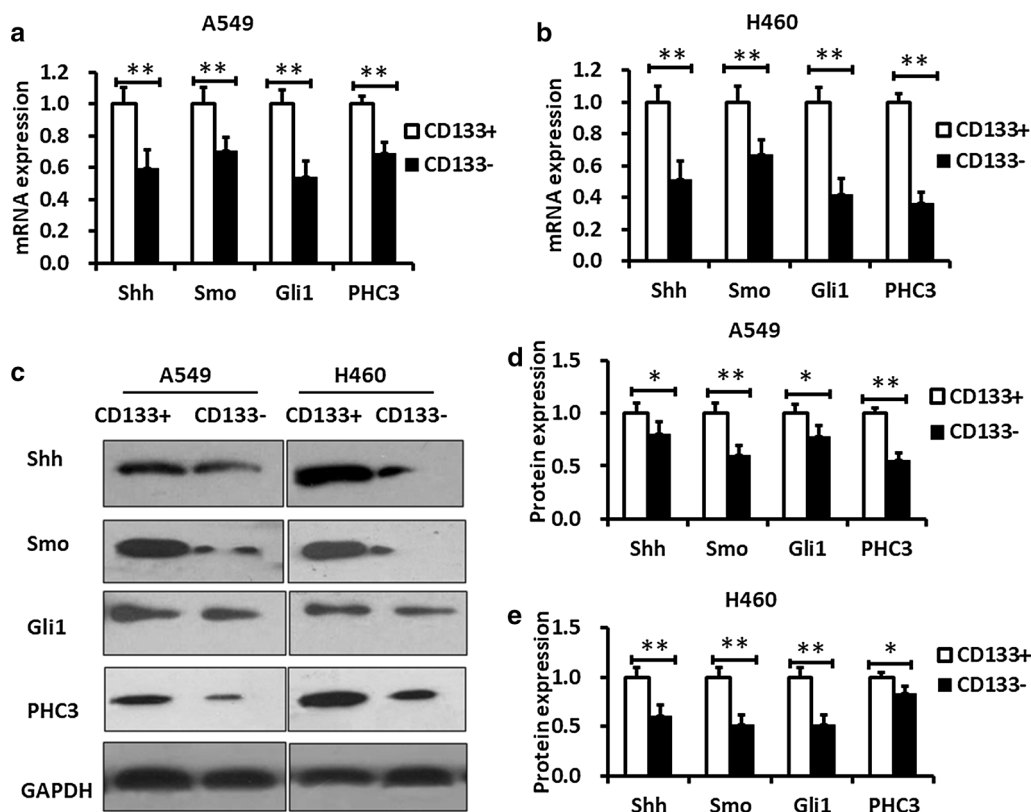 a
A549
** ** ** **
mRNA expression
1.2
1.0
0.8
0.6
0.4
0.2
0.0
Shh Smo Gli1 PHC3
CD133+
CD133-
b
H460
** ** ** **
mRNA expression
1.2
1.0
0.8
0.6
0.4
0.2
0.0
Shh Smo Gli1 PHC3
CD133+
CD133-
c
A549 H460
CD133+ CD133- CD133+ CD133-
Shh
Smo
Gli1
PHC3
GAPDH
d
A549
* ** * **
Protein expression
1.5
1.0
0.5
0.0
Shh Smo Gli1 PHC3
CD133+
CD133-
e
H460
** ** ** *
Protein expression
1.5
1.0
0.5
0.0
Shh Smo Gli1 PHC3
CD133+
CD133-